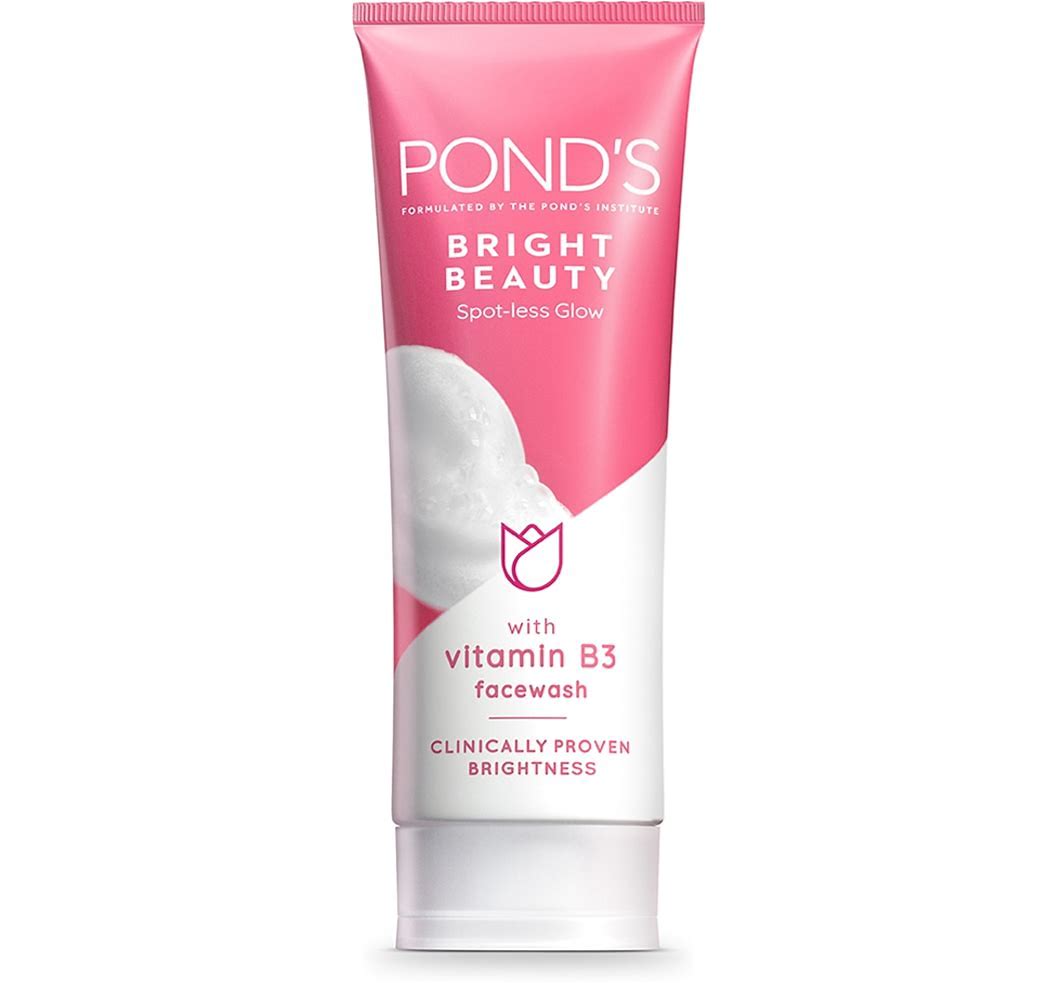 POND'S
FORMULATED BY THE POND'S INSTITUTE
BRIGHT
BEAUTY
Spot-less Glow
with
vitamin B3
facewash
CLINICALLY PROVEN
BRIGHTNESS